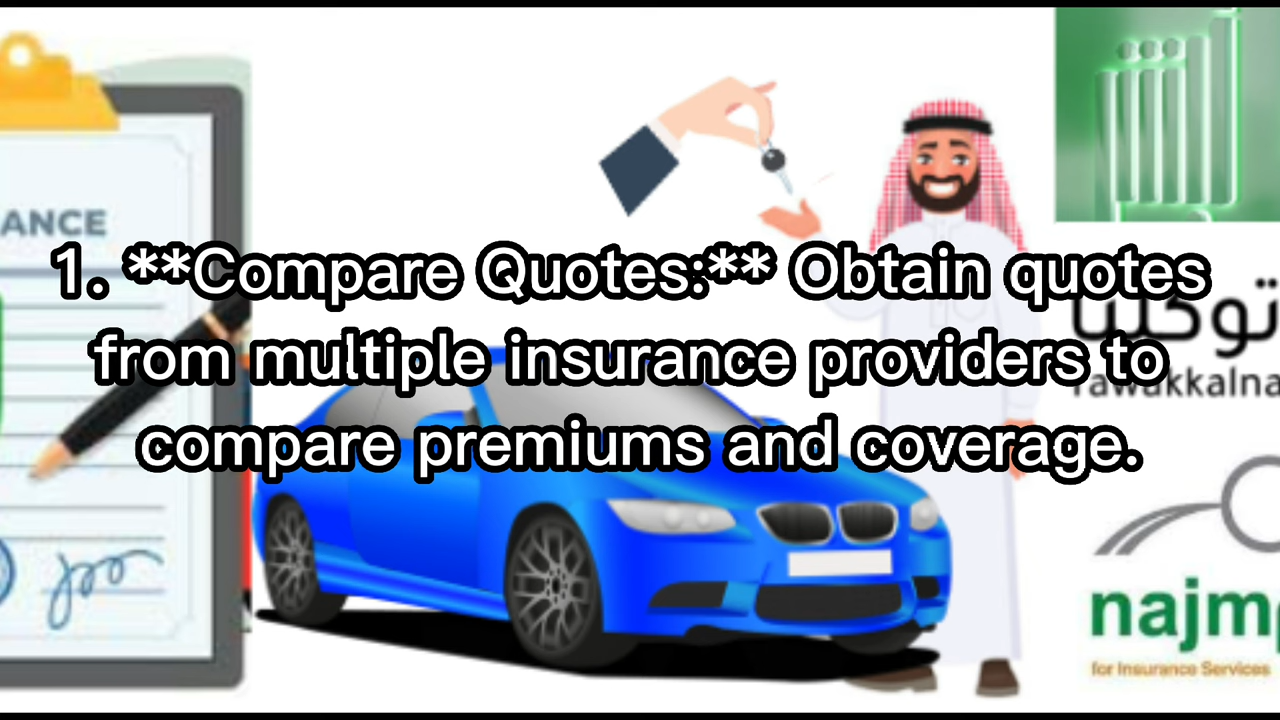 ANCE
1. **Compare Quotes:** Obtain quotes
from multiple insurance providers to
compare premiums and coverage.
توكلنا
Tawakkalna
najm
for Insurance Services